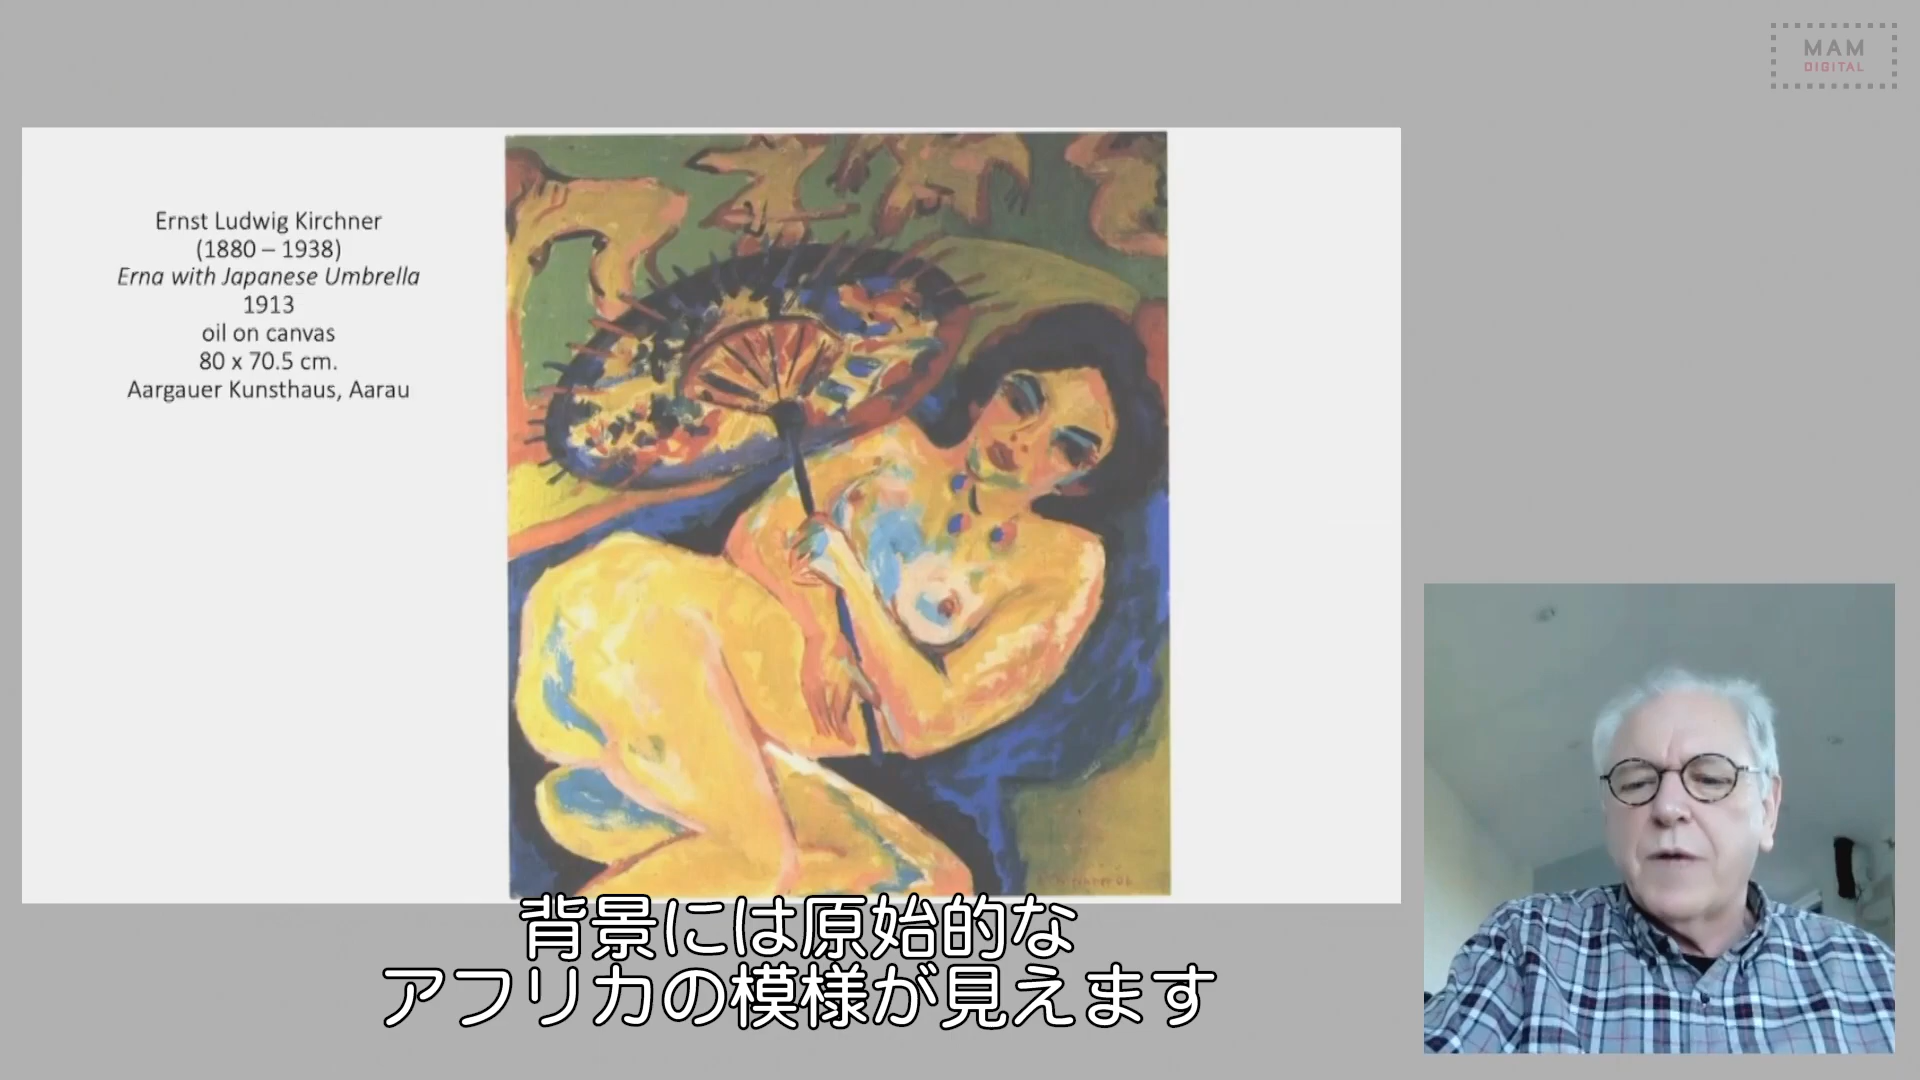 MAM
DIGITAL
Ernst Ludwig Kirchner
(1880 – 1938)
Erna with Japanese Umbrella
1913
oil on canvas
80 x 70.5 cm.
Aargauer Kunsthaus, Aarau
背景には原始的な
アフリカの模様が見えます